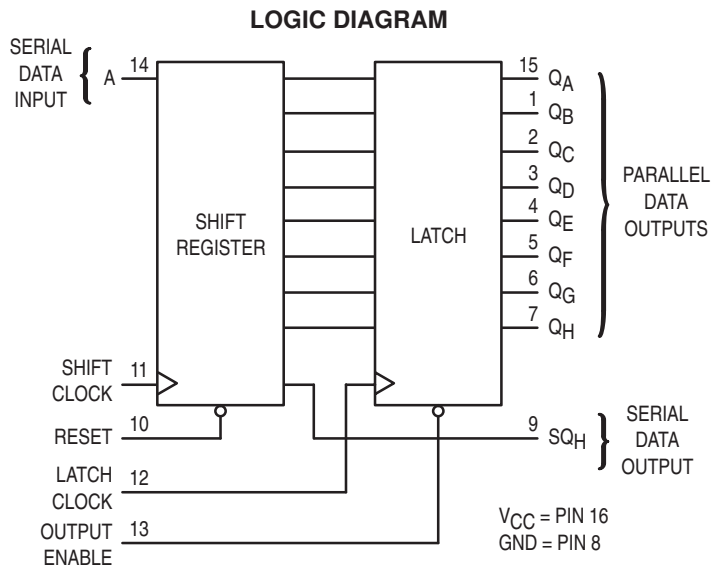 LOGIC DIAGRAM
SERIAL
DATA
INPUT
A
14
SHIFT
REGISTER
LATCH
15 QA
1 QB
2 QC
3 QD
4 QE
5 QF
6 QG
7 QH
PARALLEL
DATA
OUTPUTS
SHIFT
CLOCK
11
RESET
10
LATCH
CLOCK
12
OUTPUT
ENABLE
13
9 SQH
SERIAL
DATA
OUTPUT
VCC = PIN 16
GND = PIN 8